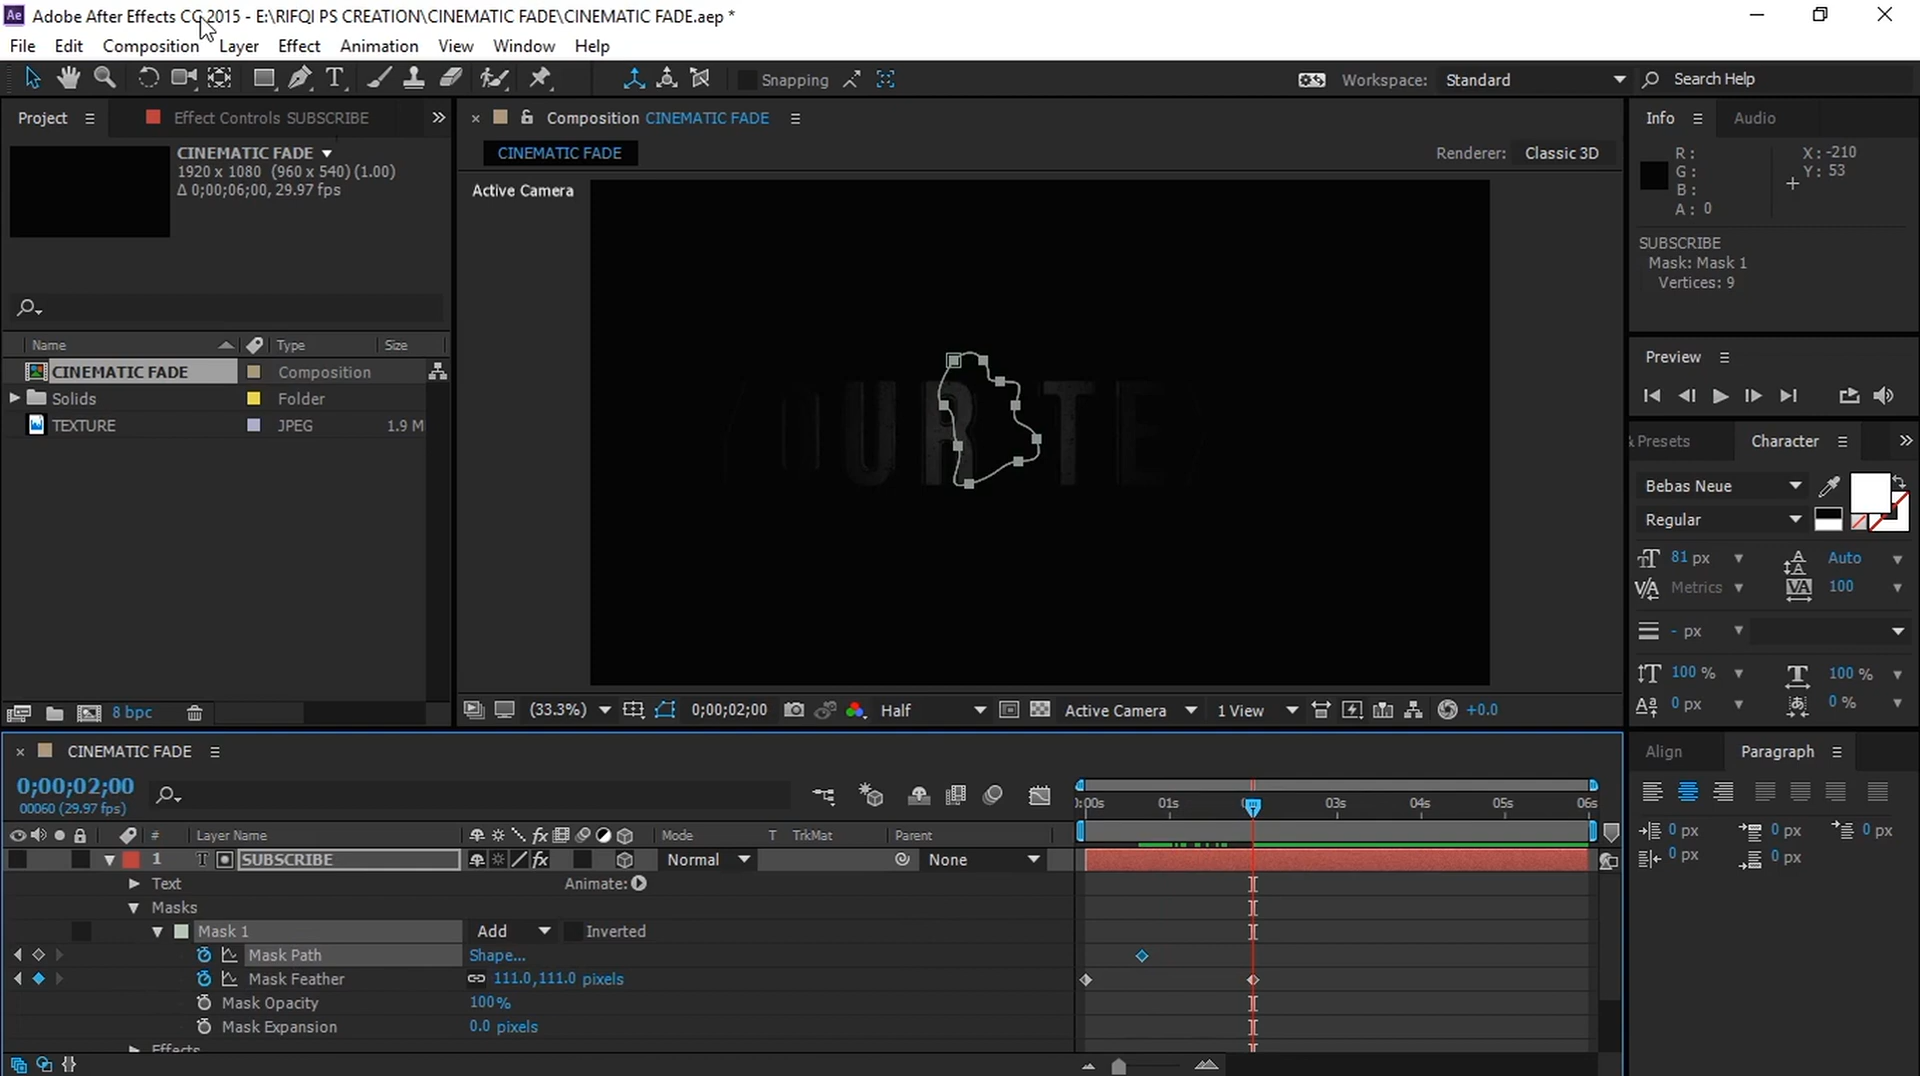 Adobe After Effects CC 2015 - E:\RIFQI PS CREATION\CINEMATIC FADE\CINEMATIC FADE.aep *
File Edit Composition Layer Effect Animation View Window Help
Snapping Workspace: Standard Search Help
Project Effect Controls SUBSCRIBE
CINEMATIC FADE
1920 x 1080 (960 x 540) (1.00)
Δ 0;00;06;00, 29.97 fps
Name Type Size
CINEMATIC FADE Composition
Solids Folder
TEXTURE JPEG 1.9 M
8 bpc
Composition CINEMATIC FADE
CINEMATIC FADE
Renderer: Classic 3D
Active Camera
OUR TE
(33.3%) 0;00;02;00 Half Active Camera 1 View +0.0
Info Audio
R:
G:
B:
A: 0
X: -210
Y: 53
SUBSCRIBE
Mask: Mask 1
Vertices: 9
Preview
& Presets Character
Bebas Neue
Regular
81 px Auto
Metrics 100
- px
100 % 100 %
0 px 0 %
Align Paragraph
0 px 0 px 0 px
0 px 0 px
CINEMATIC FADE
0;00;02;00
00060 (29.97 fps)
):00s 01s 03s 04s 05s 06s
# Layer Name Mode T TrkMat Parent
1 T SUBSCRIBE Normal None
Text Animate:
Masks
Mask 1 Add Inverted
Mask Path Shape...
Mask Feather 111.0,111.0 pixels
Mask Opacity 100%
Mask Expansion 0.0 pixels
Effects